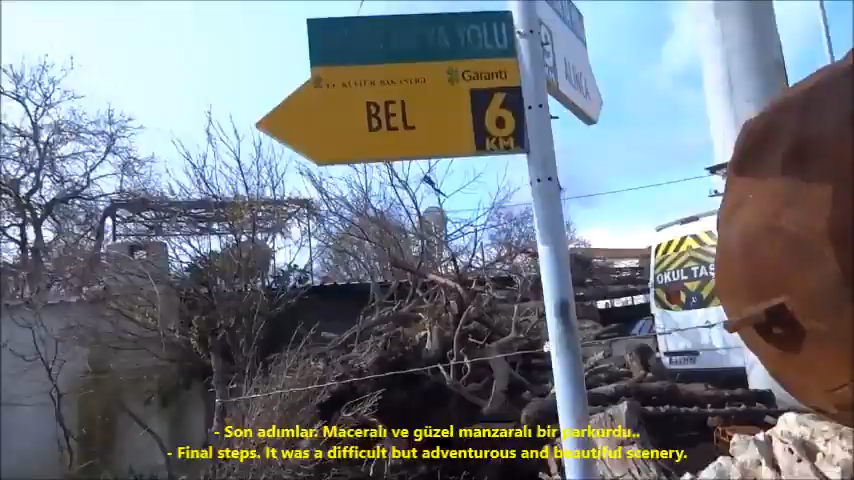 YOLU
T.C. KÜLTÜR BAKANLIĞI
Garanti
BEL
6
KM
ALINCA
OKUL TAŞ
- Son adımlar. Maceralı ve güzel manzaralı bir parkurdu..
- Final steps. It was a difficult but adventurous and beautiful scenery.